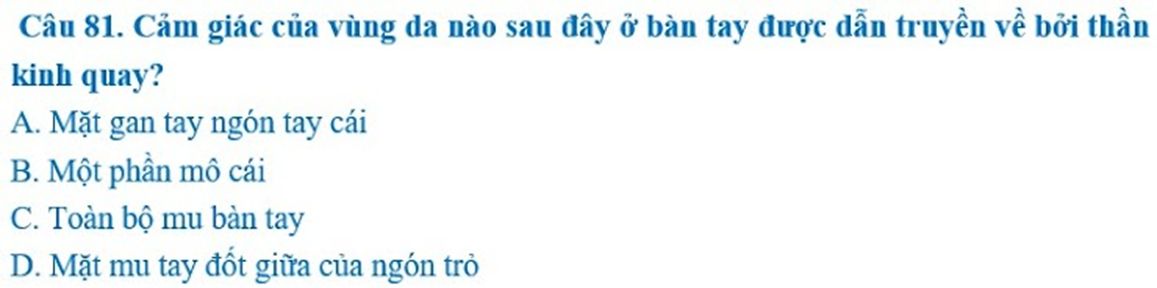 Câu 81. Cảm giác của vùng da nào sau đây ở bàn tay được dẫn truyền về bởi thần
kinh quay?
A. Mặt gan tay ngón tay cái
B. Một phần mô cái
C. Toàn bộ mu bàn tay
D. Mặt mu tay đốt giữa của ngón trỏ